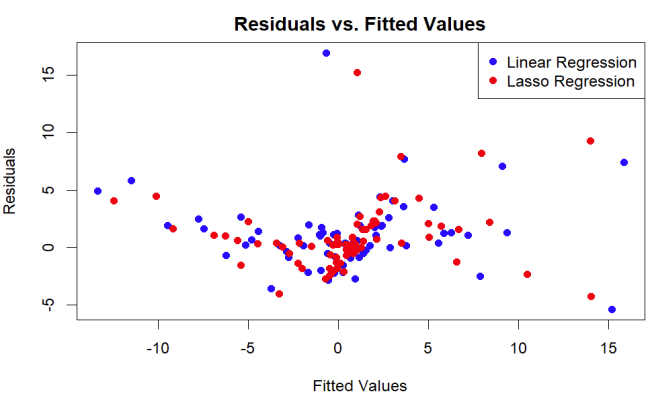 Residuals vs. Fitted Values
Linear Regression
Lasso Regression
Residuals
15
10
5
0
-5
-10
-5
0
5
10
15
Fitted Values